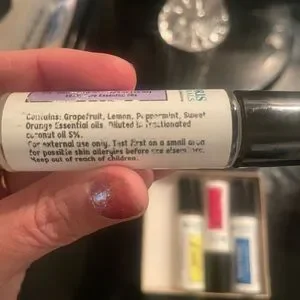 Contains: Grapefruit, Lemon, Peppermint, Sweet
Orange Essential oils. Diluted in Fractionated
coconut oil 5%.
For external use only. Test first on a small area
for possible skin allergies before use elsewhere.
Keep out of reach of children.